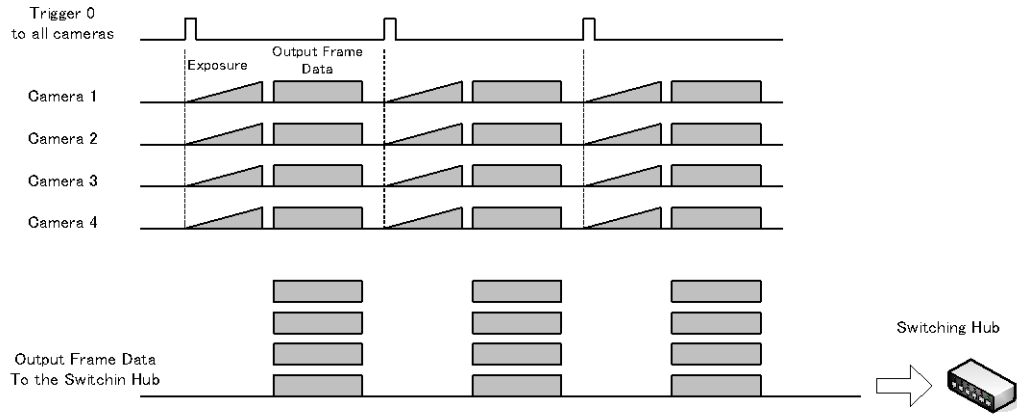 Trigger 0
to all cameras
Exposure
Output Frame
Data
Camera 1
Camera 2
Camera 3
Camera 4
Switching Hub
Output Frame Data
To the Switchin Hub